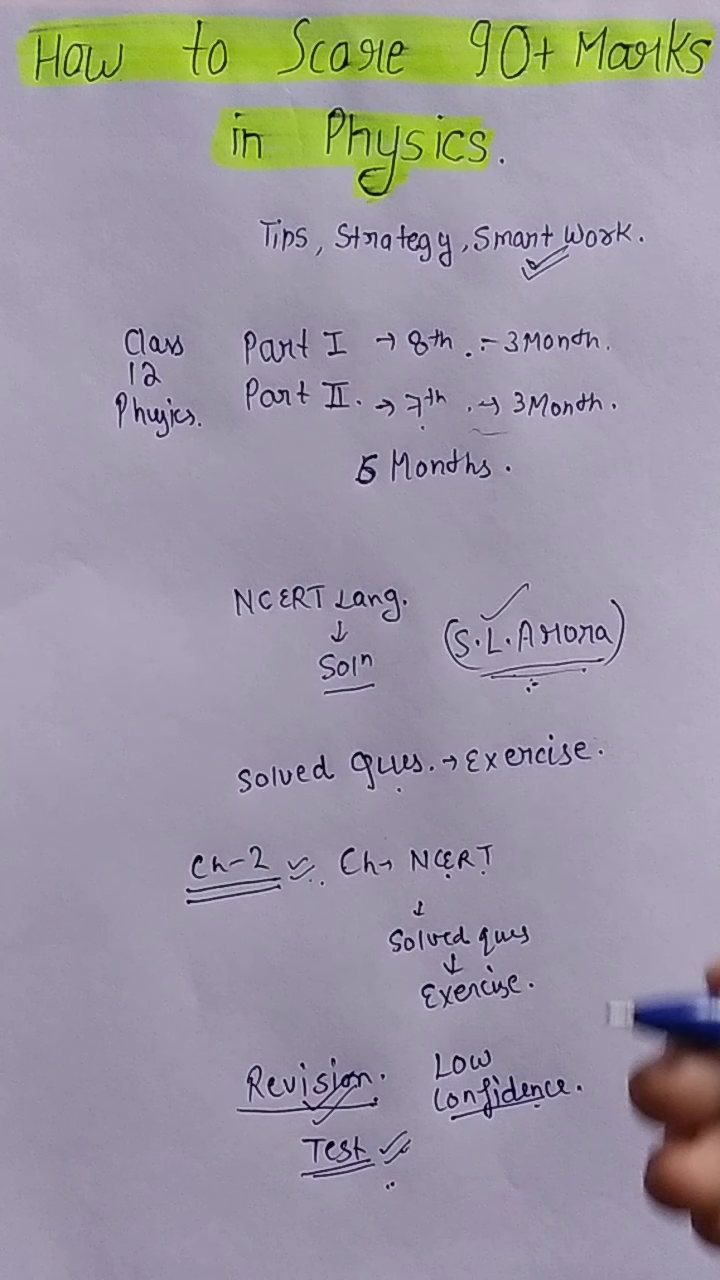 How to Score 90+ Marks
in Physics.
Tips, Strategy, Smart Work.
Class 12 Physics.
Part I → 8th . - 3 Month.
Part II. → 7th . → 3 Month.
6 Months.
NCERT Lang.
↓
Soln
(S.L. Arora)
Solved Ques. → Exercise.
Ch-2 Ch → NCERT
↓
Solved ques
↓
Exercise.
Revision.
Low
Confidence.
Test